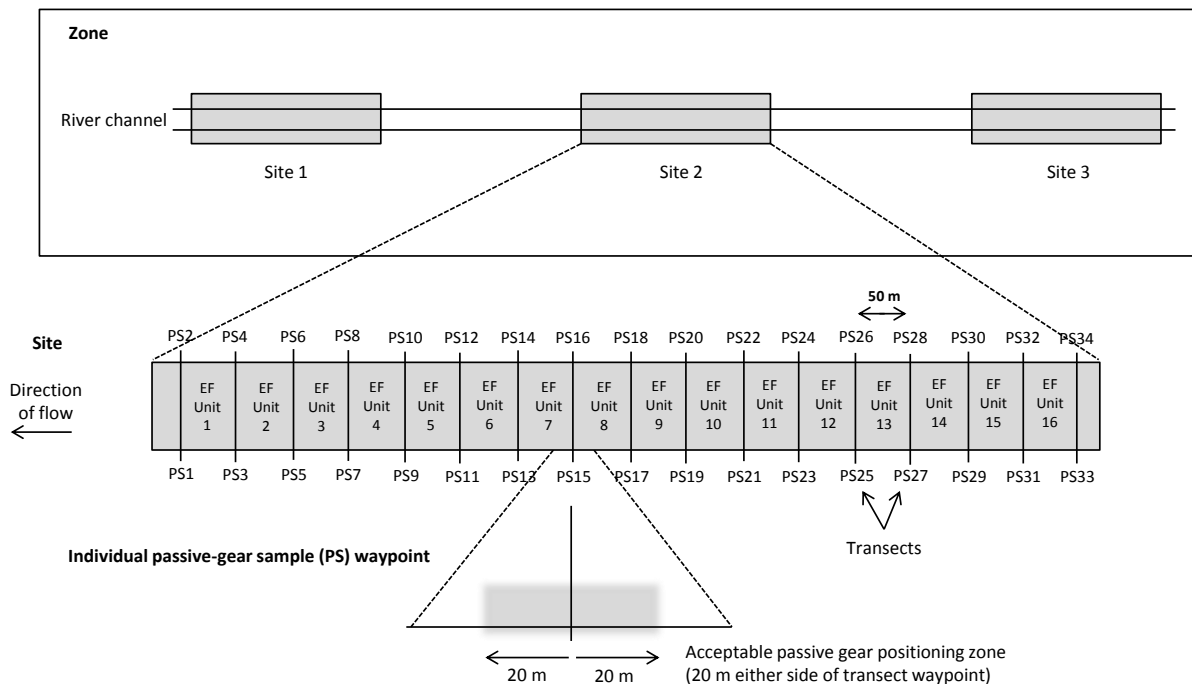 Zone
River channel
Site 1
Site 2
Site 3
50 m
PS2 PS4 PS6 PS8 PS10 PS12 PS14 PS16 PS18 PS20 PS22 PS24 PS26 PS28 PS30 PS32 PS34
Site
Direction
of flow
EF EF EF EF EF EF EF EF EF EF EF EF EF EF EF EF
Unit Unit Unit Unit Unit Unit Unit Unit Unit Unit Unit Unit Unit Unit Unit Unit
1 2 3 4 5 6 7 8 9 10 11 12 13 14 15 16
PS1 PS3 PS5 PS7 PS9 PS11 PS13 PS15 PS17 PS19 PS21 PS23 PS25 PS27 PS29 PS31 PS33
Transects
Individual passive-gear sample (PS) waypoint
20 m 20 m
Acceptable passive gear positioning zone
(20 m either side of transect waypoint)